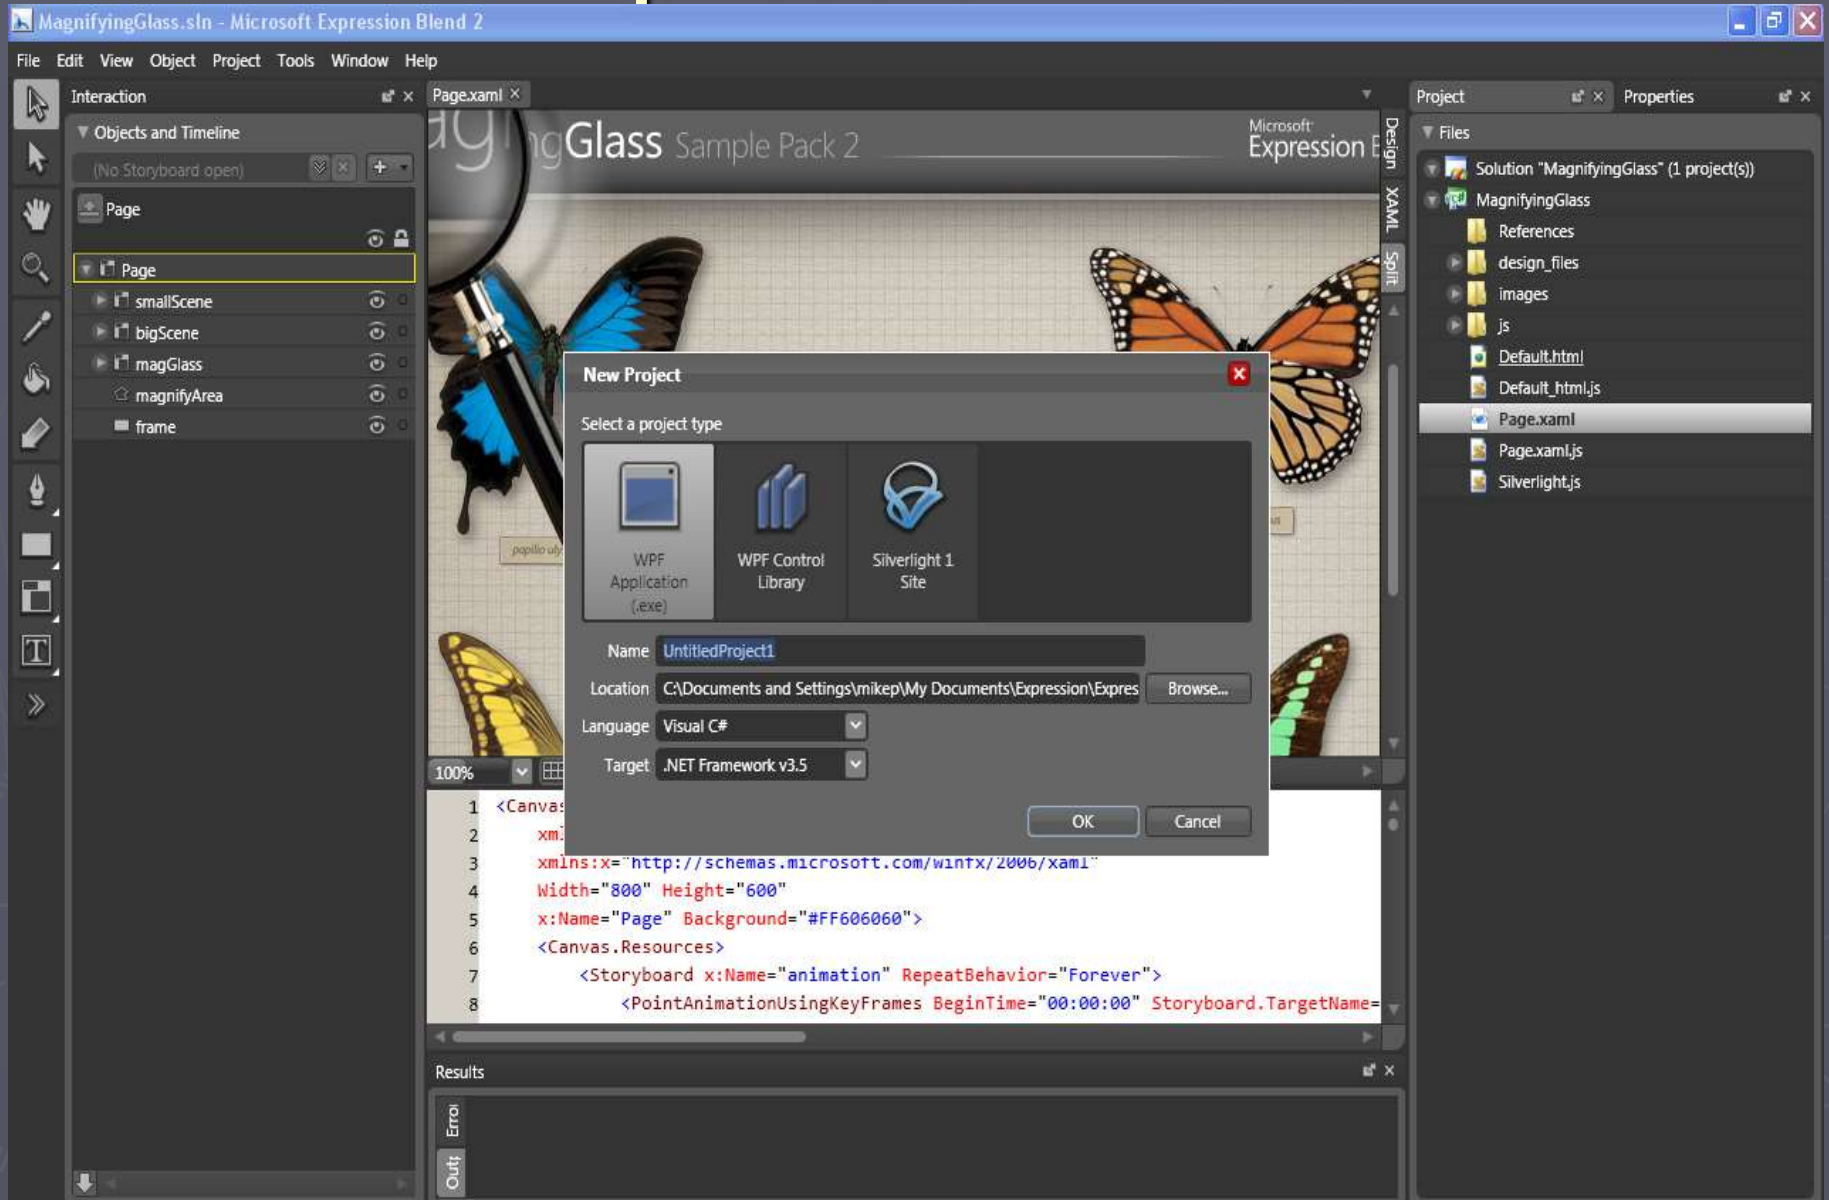 MagnifyingGlass.sln - Microsoft Expression Blend 2
File Edit View Object Project Tools Window Help
Interaction
Objects and Timeline
(No Storyboard open)
Page
Page
smallScene
bigScene
magGlass
magnifyArea
frame
Page.xaml
Glass Sample Pack 2
Microsoft
Expression
Design
XAML
Split
New Project
Select a project type
WPF
Application
(.exe)
WPF Control
Library
Silverlight 1
Site
Name UntitledProject1
Location C:\Documents and Settings\mikep\My Documents\Expression\Expres Browse...
Language Visual C#
Target .NET Framework v3.5
OK Cancel
papilio uly
100%
1 <Canvas
2 xml
3 xmlns:x="http://schemas.microsoft.com/winfx/2006/xaml"
4 Width="800" Height="600"
5 x:Name="Page" Background="#FF606060">
6 <Canvas.Resources>
7 <Storyboard x:Name="animation" RepeatBehavior="Forever">
8 <PointAnimationUsingKeyFrames BeginTime="00:00:00" Storyboard.TargetName=
Results
Error
Outp
Project
Properties
Files
Solution "MagnifyingGlass" (1 project(s))
MagnifyingGlass
References
design_files
images
js
Default.html
Default_html.js
Page.xaml
Page.xaml.js
Silverlight.js